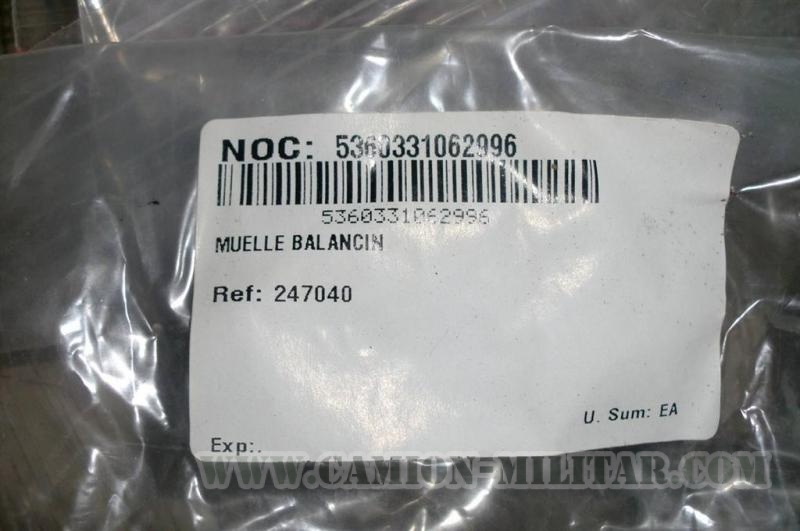 NOC: 5360331062996
5360331062996
MUELLE BALANCIN
Ref: 247040
U. Sum: EA
Exp:.
WWW.CAMION-MILITAR.COM